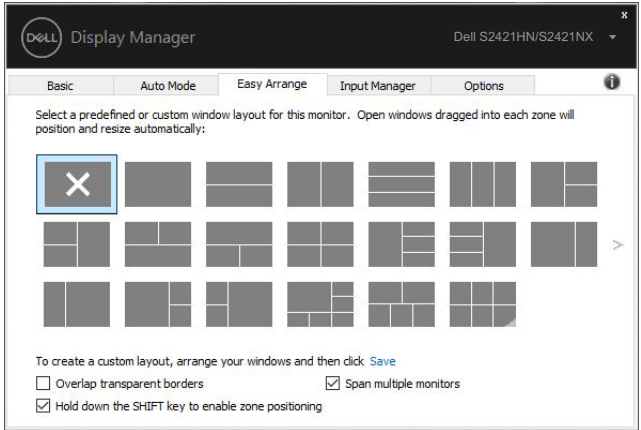 x
DELL Display Manager Dell S2421HN/S2421NX
Basic Auto Mode Easy Arrange Input Manager Options
Select a predefined or custom window layout for this monitor. Open windows dragged into each zone will
position and resize automatically:
To create a custom layout, arrange your windows and then click Save
Overlap transparent borders Span multiple monitors
Hold down the SHIFT key to enable zone positioning